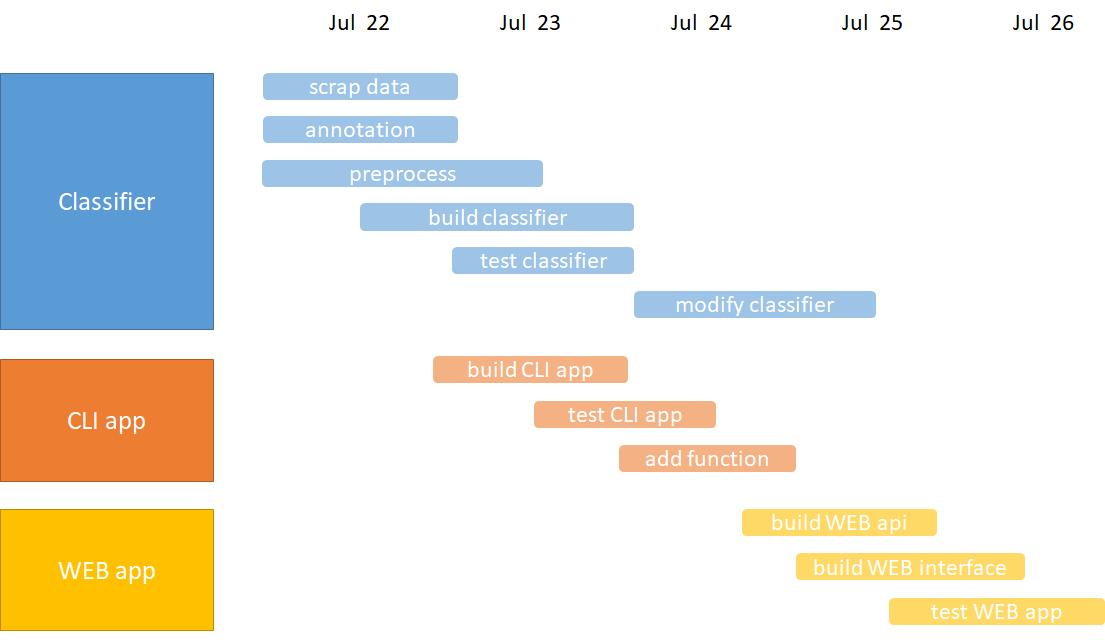 Jul 22 Jul 23 Jul 24 Jul 25 Jul 26
Classifier
scrap data
annotation
preprocess
build classifier
test classifier
modify classifier
CLI app
build CLI app
test CLI app
add function
WEB app
build WEB api
build WEB interface
test WEB app